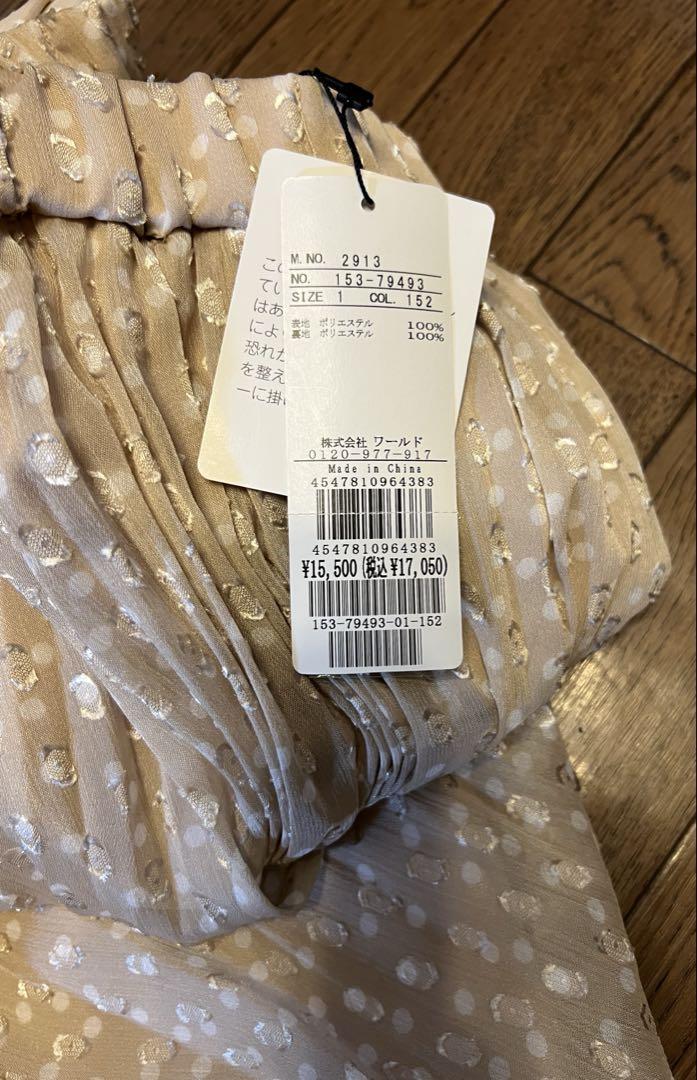 M. NO. 2913
NO. 153-79493
SIZE 1 COL. 152
表地 ポリエステル 100%
裏地 ポリエステル 100%
株式会社 ワールド
0120-977-917
Made in China
4547810964383
4547810964383
¥15,500(税込¥17,050)
153-79493-01-152
この
てい
はあ
によ
恐れか
を整え
ーに掛